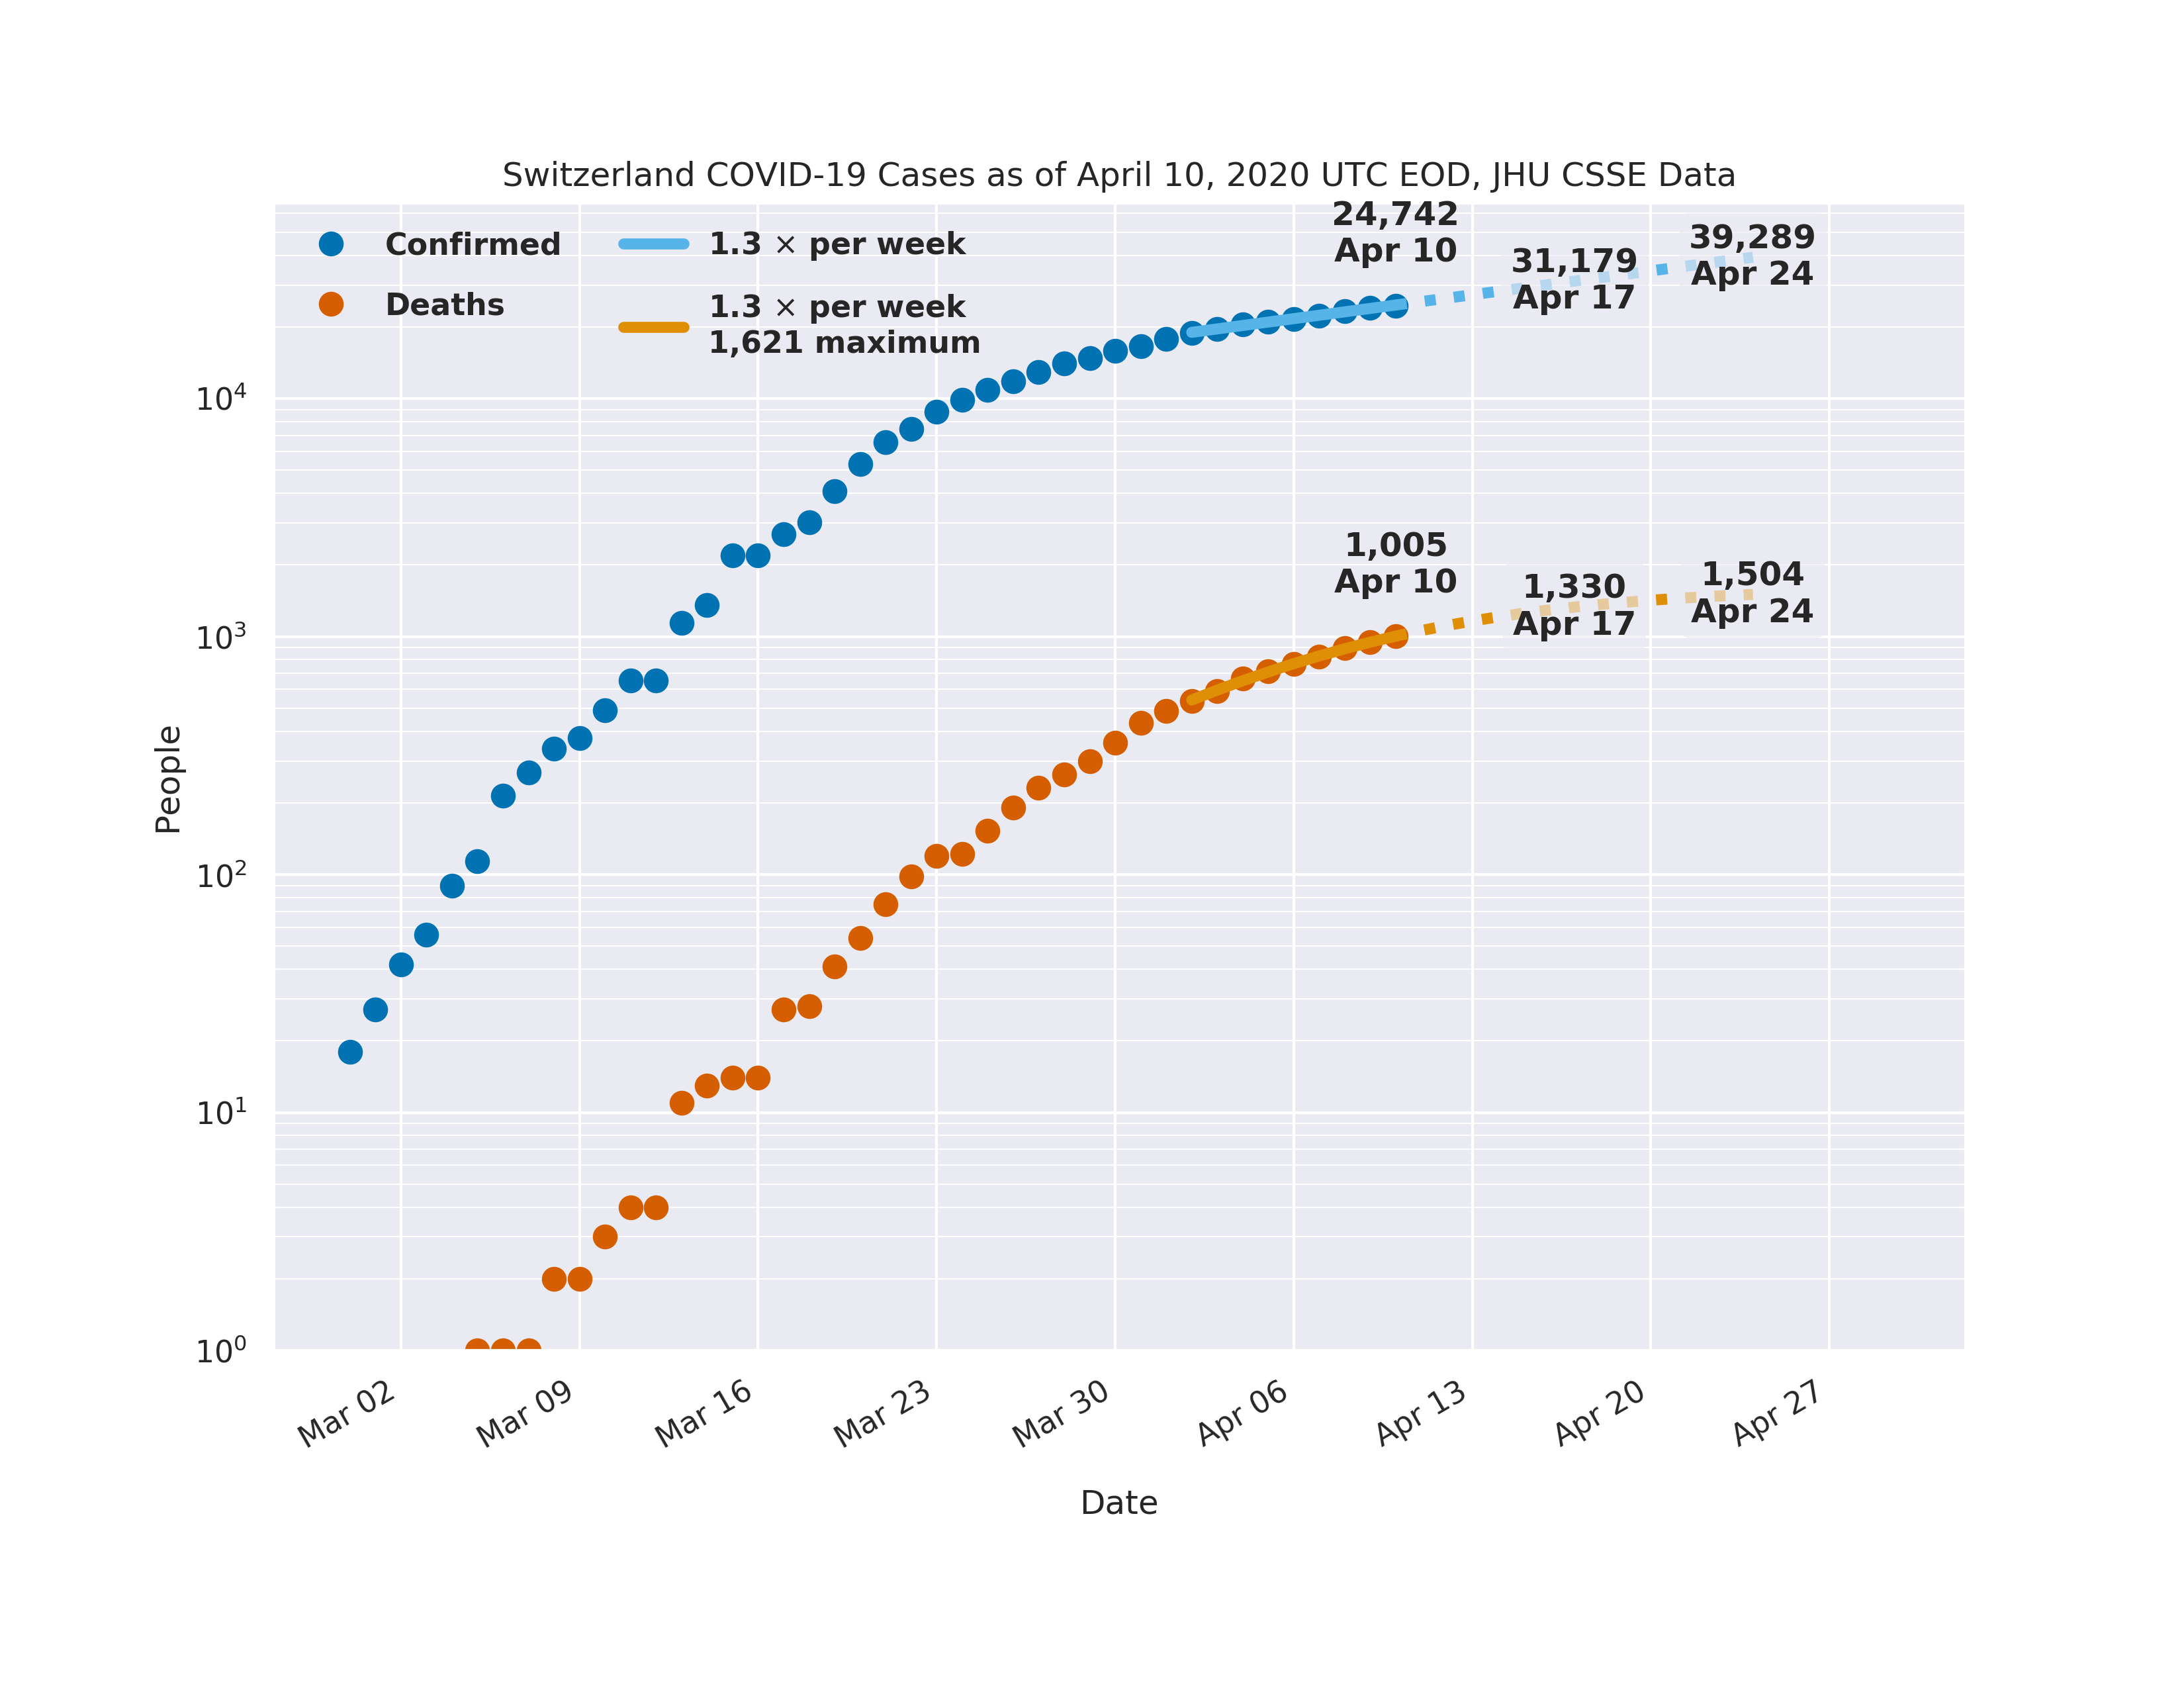 Switzerland COVID-19 Cases as of April 10, 2020 UTC EOD, JHU CSSE Data
Confirmed
Deaths
1.3 × per week
1.3 × per week
1,621 maximum
24,742
Apr 10
31,179
Apr 17
39,289
Apr 24
1,005
Apr 10
1,330
Apr 17
1,504
Apr 24
People
10⁴
10³
10²
10¹
10⁰
Mar 02
Mar 09
Mar 16
Mar 23
Mar 30
Apr 06
Apr 13
Apr 20
Apr 27
Date